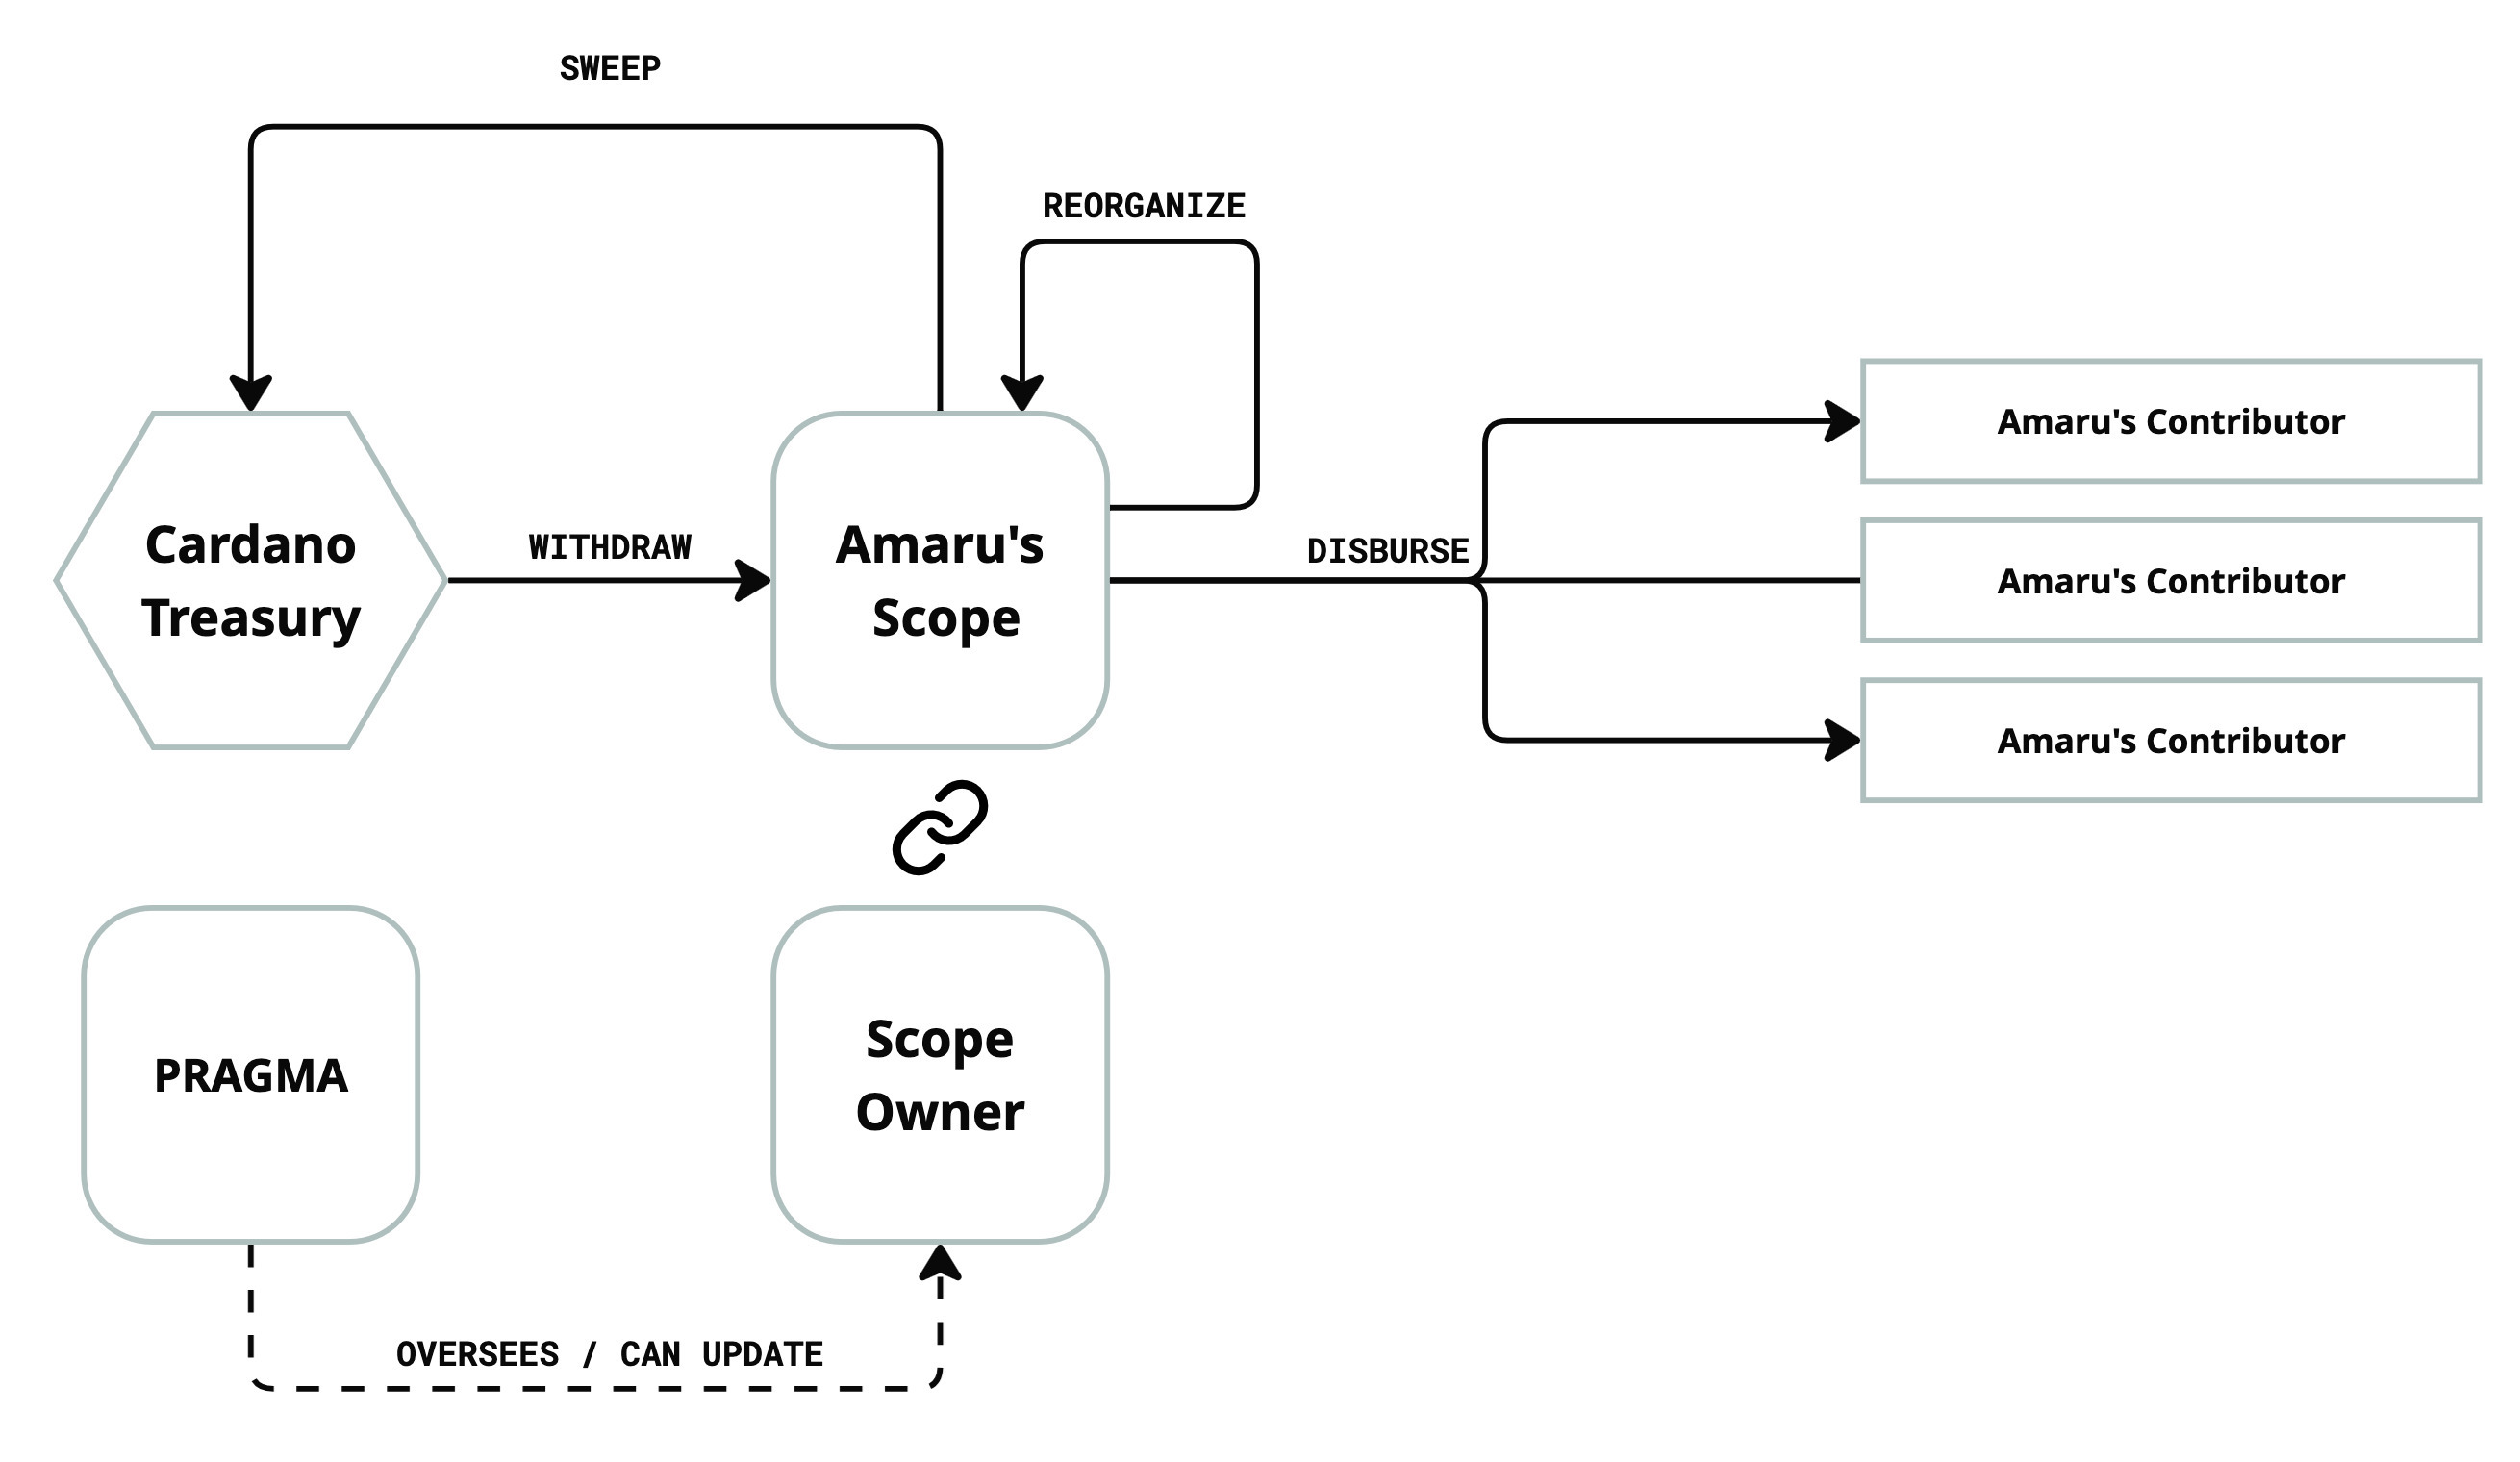 SWEEP
REORGANIZE
Cardano
Treasury
WITHDRAW
Amaru's
Scope
DISBURSE
Amaru's Contributor
Amaru's Contributor
Amaru's Contributor
PRAGMA
Scope
Owner
OVERSEES / CAN UPDATE